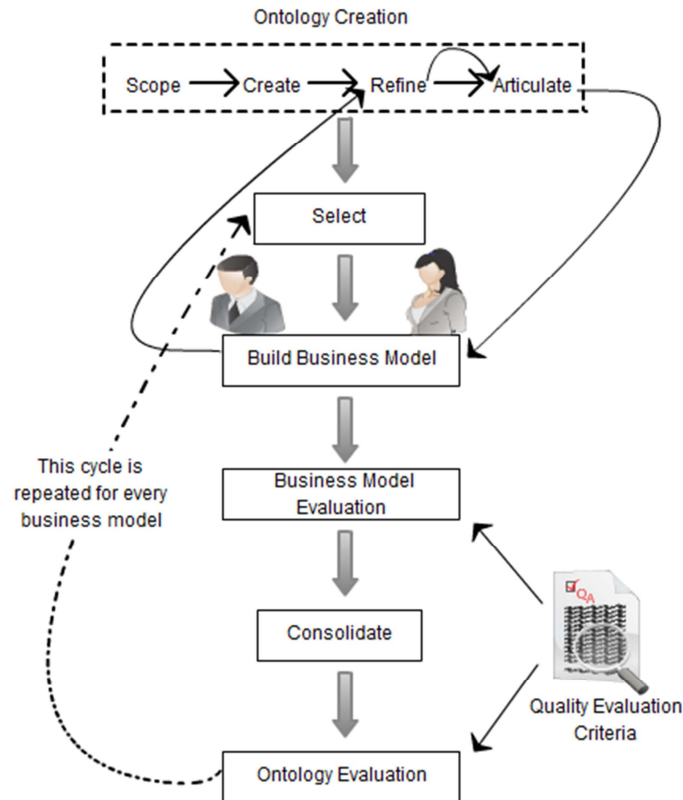 Ontology Creation
Scope Create Refine Articulate
Select
Build Business Model
Business Model
Evaluation
This cycle is
repeated for every
business model
QA
Consolidate
Quality Evaluation
Criteria
Ontology Evaluation